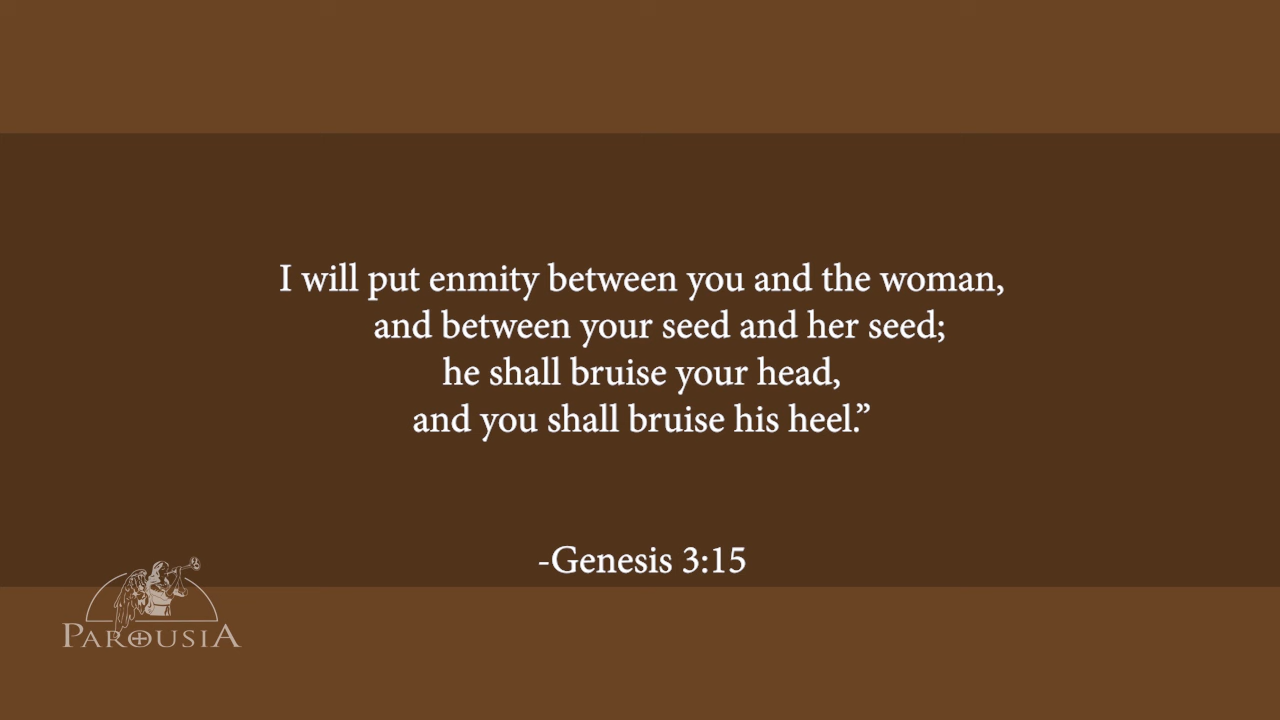 I will put enmity between you and the woman,
and between your seed and her seed;
he shall bruise your head,
and you shall bruise his heel.”
-Genesis 3:15
PAROUSIA